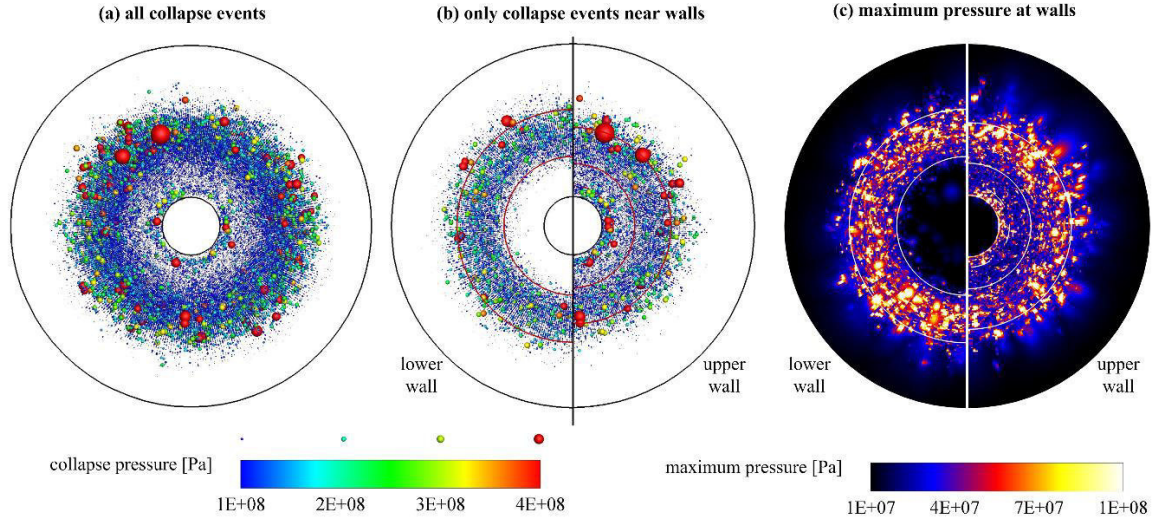 (a) all collapse events
(b) only collapse events near walls
(c) maximum pressure at walls
lower
wall
upper
wall
lower
wall
upper
wall
collapse pressure [Pa]
1E+08 2E+08 3E+08 4E+08
maximum pressure [Pa]
1E+07 4E+07 7E+07 1E+08